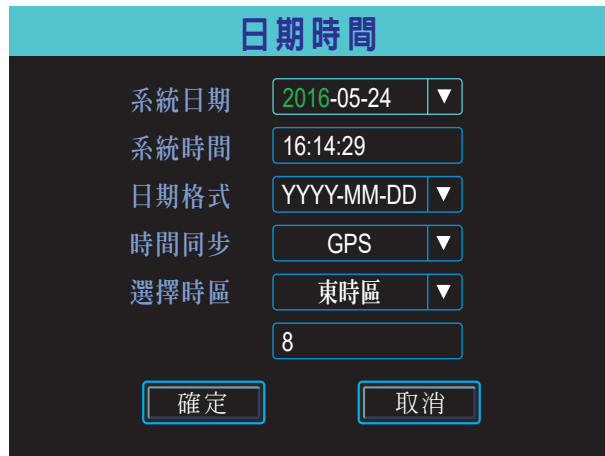 日期時間
系統日期 2016-05-24 ▼
系統時間 16:14:29
日期格式 YYYY-MM-DD ▼
時間同步 GPS ▼
選擇時區 東時區 ▼
8
確定 取消